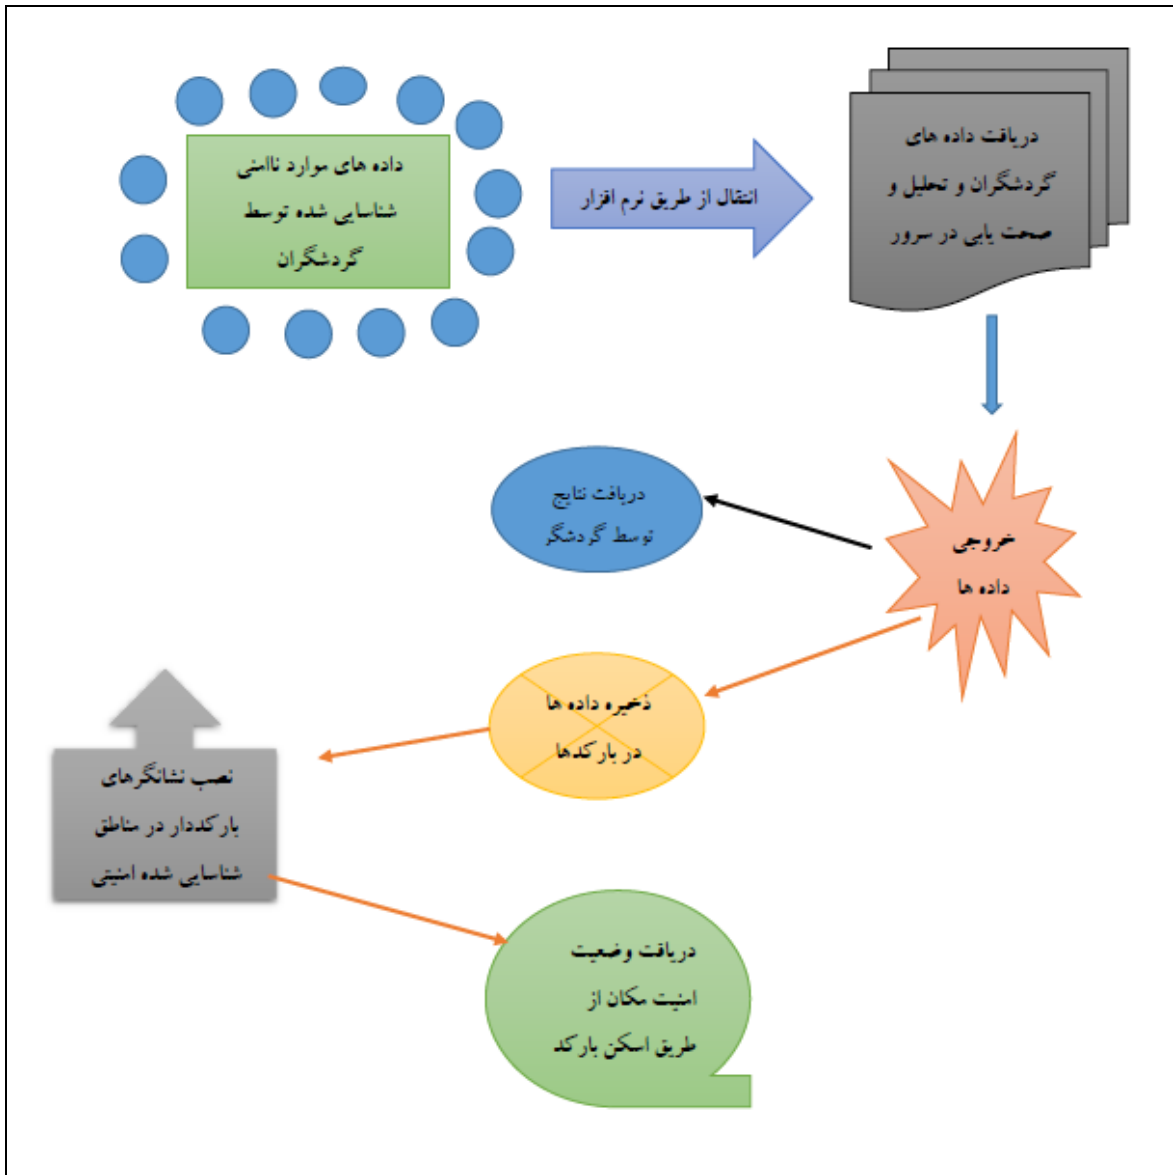 داده های موارد ناامنی
شناسایی شده توسط
گردشگران
انتقال از طریق نرم افزار
دریافت داده های
گردشگران و تحلیل و
صحت یابی در سرور
خروجی
داده ها
دریافت نتایج
توسط گردشگر
ذخیره داده ها
در بارکدها
نصب نشانگرهای
بارکددار در مناطق
شناسایی شده امنیتی
دریافت وضعیت
امنیت مکان از
طریق اسکن بارکد